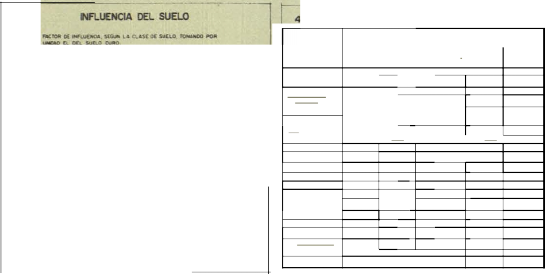 INFLUENCIA DEL SUELO
4
FACTOR DE INFLUENCIA, SEGUN LA CLASE DE SUELO, TOMANDO POR
UNIDAD EL DEL SUELO DURO.